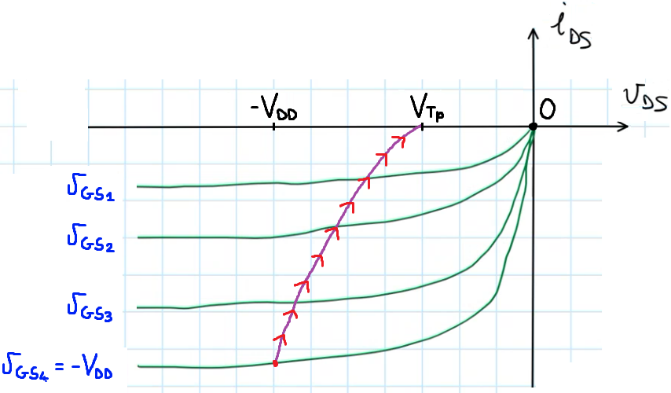 i_DS
-V_DD V_Tp 0 v_DS
v_GS1
v_GS2
v_GS3
v_GS4 = -V_DD